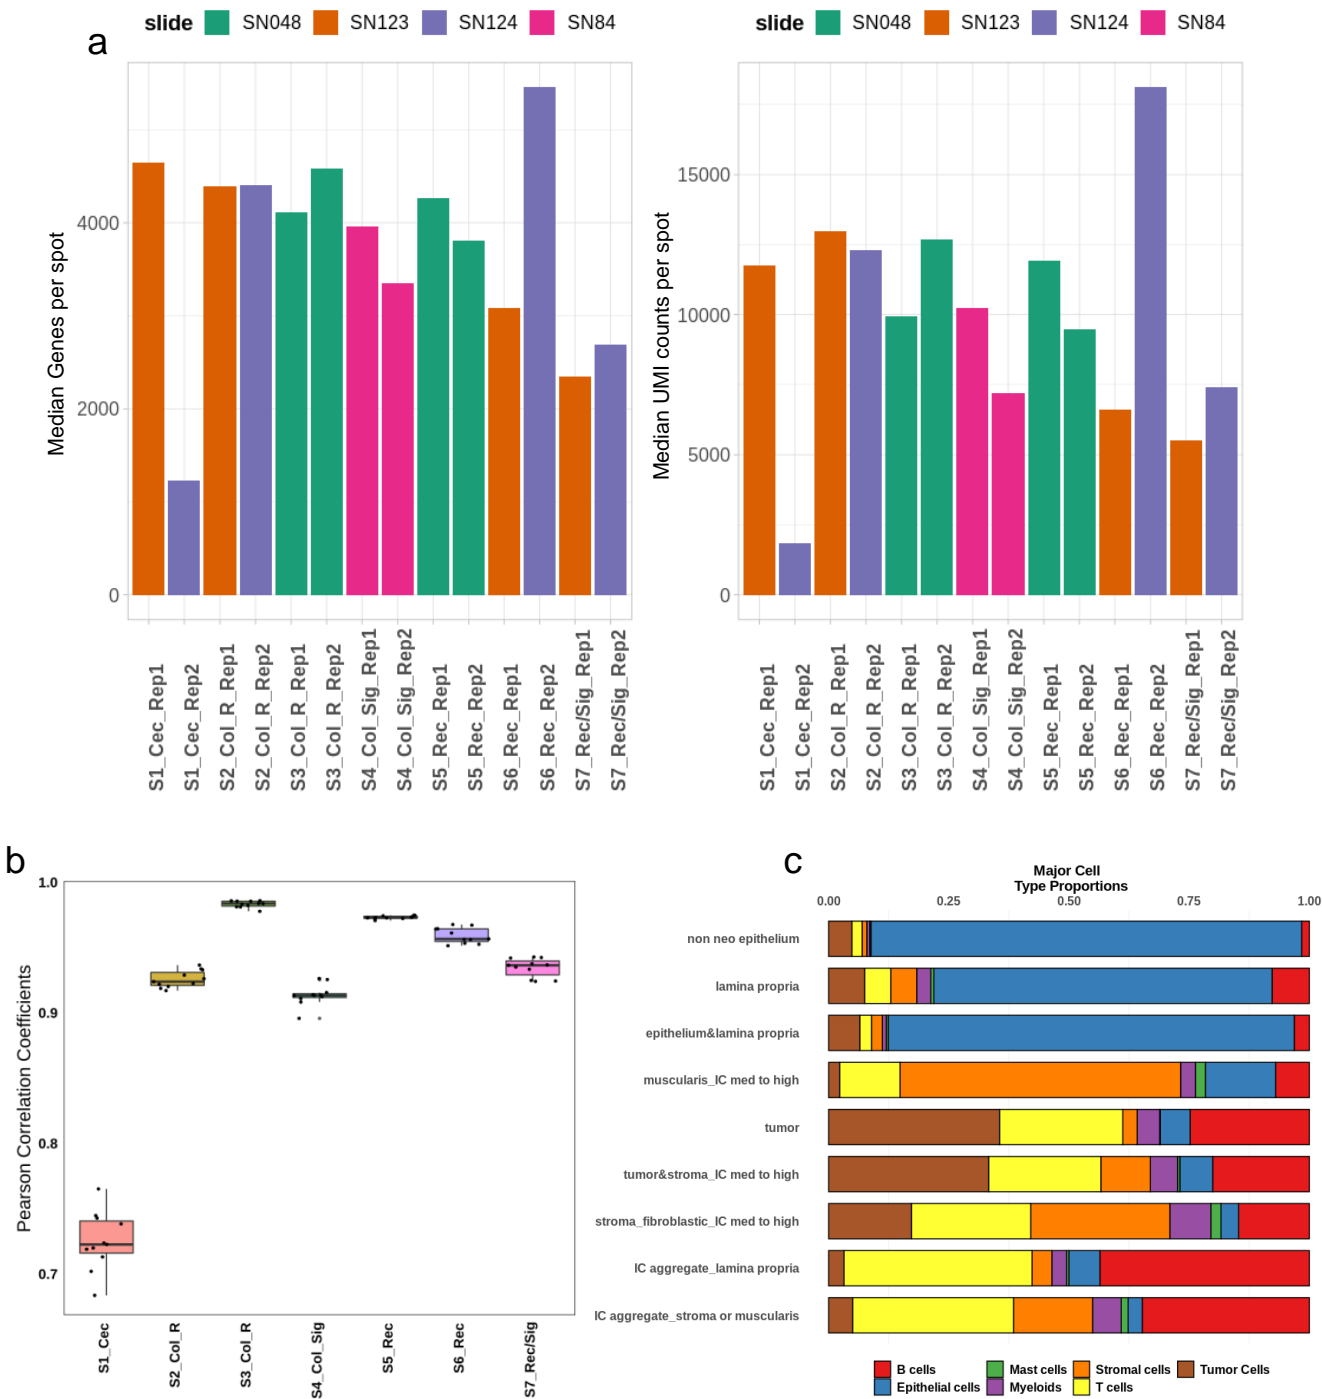 slide SN048 SN123 SN124 SN84
slide SN048 SN123 SN124 SN84
a
Median Genes per spot
4000
2000
0
S1_Cec_Rep1
S1_Cec_Rep2
S2_Col_R_Rep1
S2_Col_R_Rep2
S3_Col_R_Rep1
S3_Col_R_Rep2
S4_Col_Sig_Rep1
S4_Col_Sig_Rep2
S5_Rec_Rep1
S5_Rec_Rep2
S6_Rec_Rep1
S6_Rec_Rep2
S7_Rec/Sig_Rep1
S7_Rec/Sig_Rep2
Median UMI counts per spot
15000
10000
5000
0
S1_Cec_Rep1
S1_Cec_Rep2
S2_Col_R_Rep1
S2_Col_R_Rep2
S3_Col_R_Rep1
S3_Col_R_Rep2
S4_Col_Sig_Rep1
S4_Col_Sig_Rep2
S5_Rec_Rep1
S5_Rec_Rep2
S6_Rec_Rep1
S6_Rec_Rep2
S7_Rec/Sig_Rep1
S7_Rec/Sig_Rep2
b
Pearson Correlation Coefficients
1.0
0.9
0.8
0.7
S1_Cec
S2_Col_R
S3_Col_R
S4_Col_Sig
S5_Rec
S6_Rec
S7_Rec/Sig
c
Major Cell
Type Proportions
0.00 0.25 0.50 0.75 1.00
non neo epithelium
lamina propria
epithelium&lamina propria
muscularis_IC med to high
tumor
tumor&stroma_IC med to high
stroma_fibroblastic_IC med to high
IC aggregate_lamina propria
IC aggregate_stroma or muscularis
B cells Mast cells Stromal cells Tumor Cells
Epithelial cells Myeloids T cells